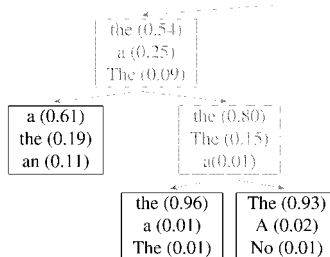 the (0.54)
a (0.25)
The (0.09)
a (0.61)
the (0.19)
an (0.11)
the (0.80)
The (0.15)
a(0.01)
the (0.96)
a (0.01)
The (0.01)
The (0.93)
A (0.02)
No (0.01)